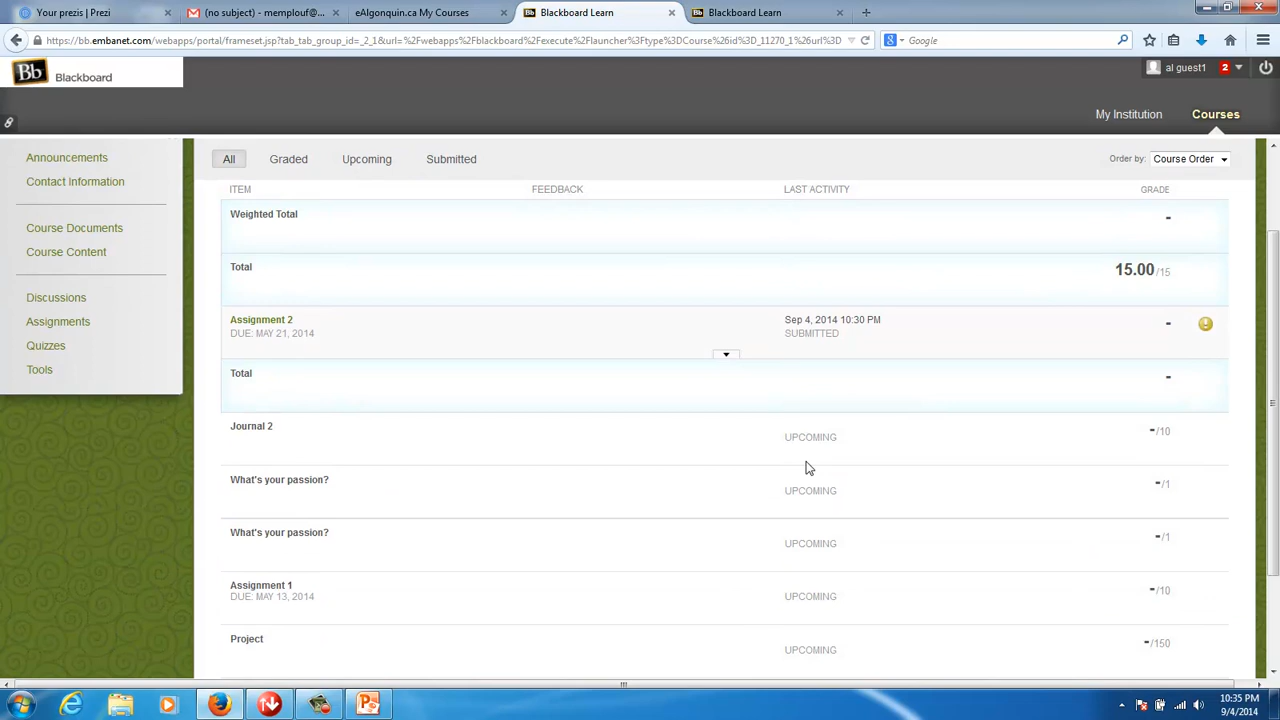 Your prezis | Prezi
(no subject) - memplouf@...
eAlgonquin.ca My Courses
Blackboard Learn
Blackboard Learn
https://bb.embanet.com/webapps/portal/frameset.jsp?tab_tab_group_id=_2_1&url=%2Fwebapps%2Fblackboard%2Fexecute%2Flauncher%3Ftype%3DCourse%26id%3D_11270_1%26url%3D
Google
Bb Blackboard
al guest1 2
My Institution
Courses
Announcements
Contact Information
Course Documents
Course Content
Discussions
Assignments
Quizzes
Tools
All Graded Upcoming Submitted
Order by: Course Order
ITEM FEEDBACK LAST ACTIVITY GRADE
Weighted Total -
Total 15.00/15
Assignment 2 Sep 4, 2014 10:30 PM -
DUE: MAY 21, 2014 SUBMITTED
Total -
Journal 2 -/10
UPCOMING
What's your passion? -/1
UPCOMING
What's your passion? -/1
UPCOMING
Assignment 1 -/10
DUE: MAY 13, 2014 UPCOMING
Project -/150
UPCOMING
10:35 PM
9/4/2014